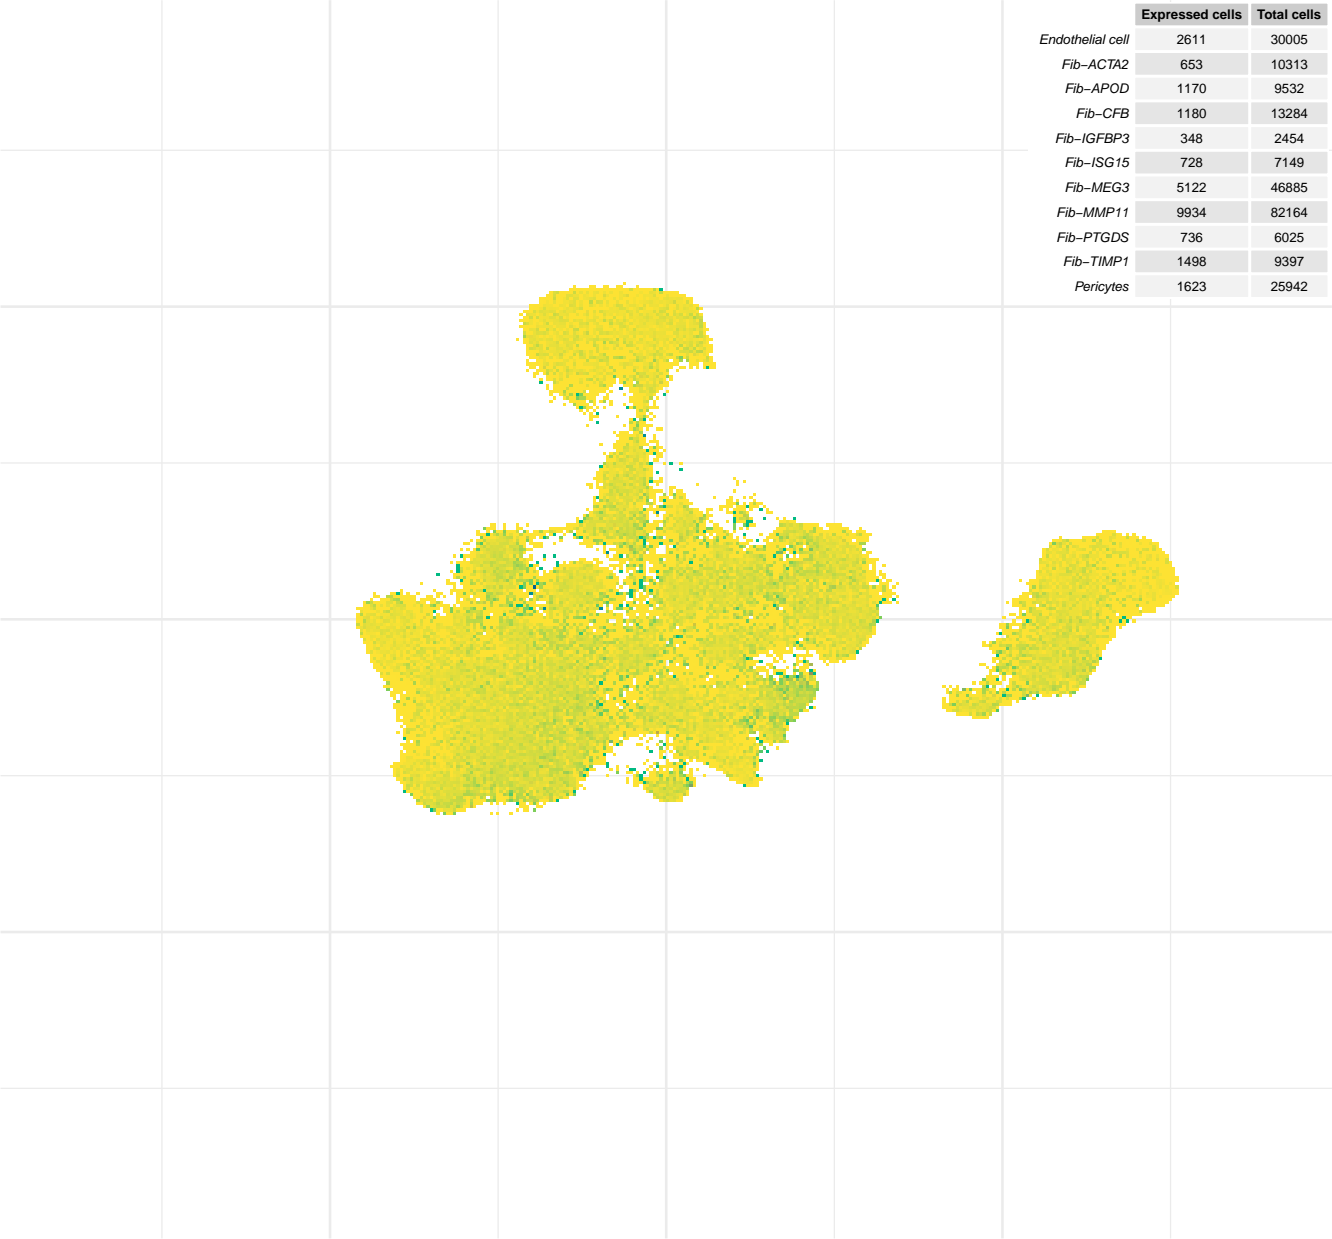 Expressed cells Total cells
Endothelial cell 2611 30005
Fib−ACTA2 653 10313
Fib−APOD 1170 9532
Fib−CFB 1180 13284
Fib−IGFBP3 348 2454
Fib−ISG15 728 7149
Fib−MEG3 5122 46885
Fib−MMP11 9934 82164
Fib−PTGDS 736 6025
Fib−TIMP1 1498 9397
Pericytes 1623 25942